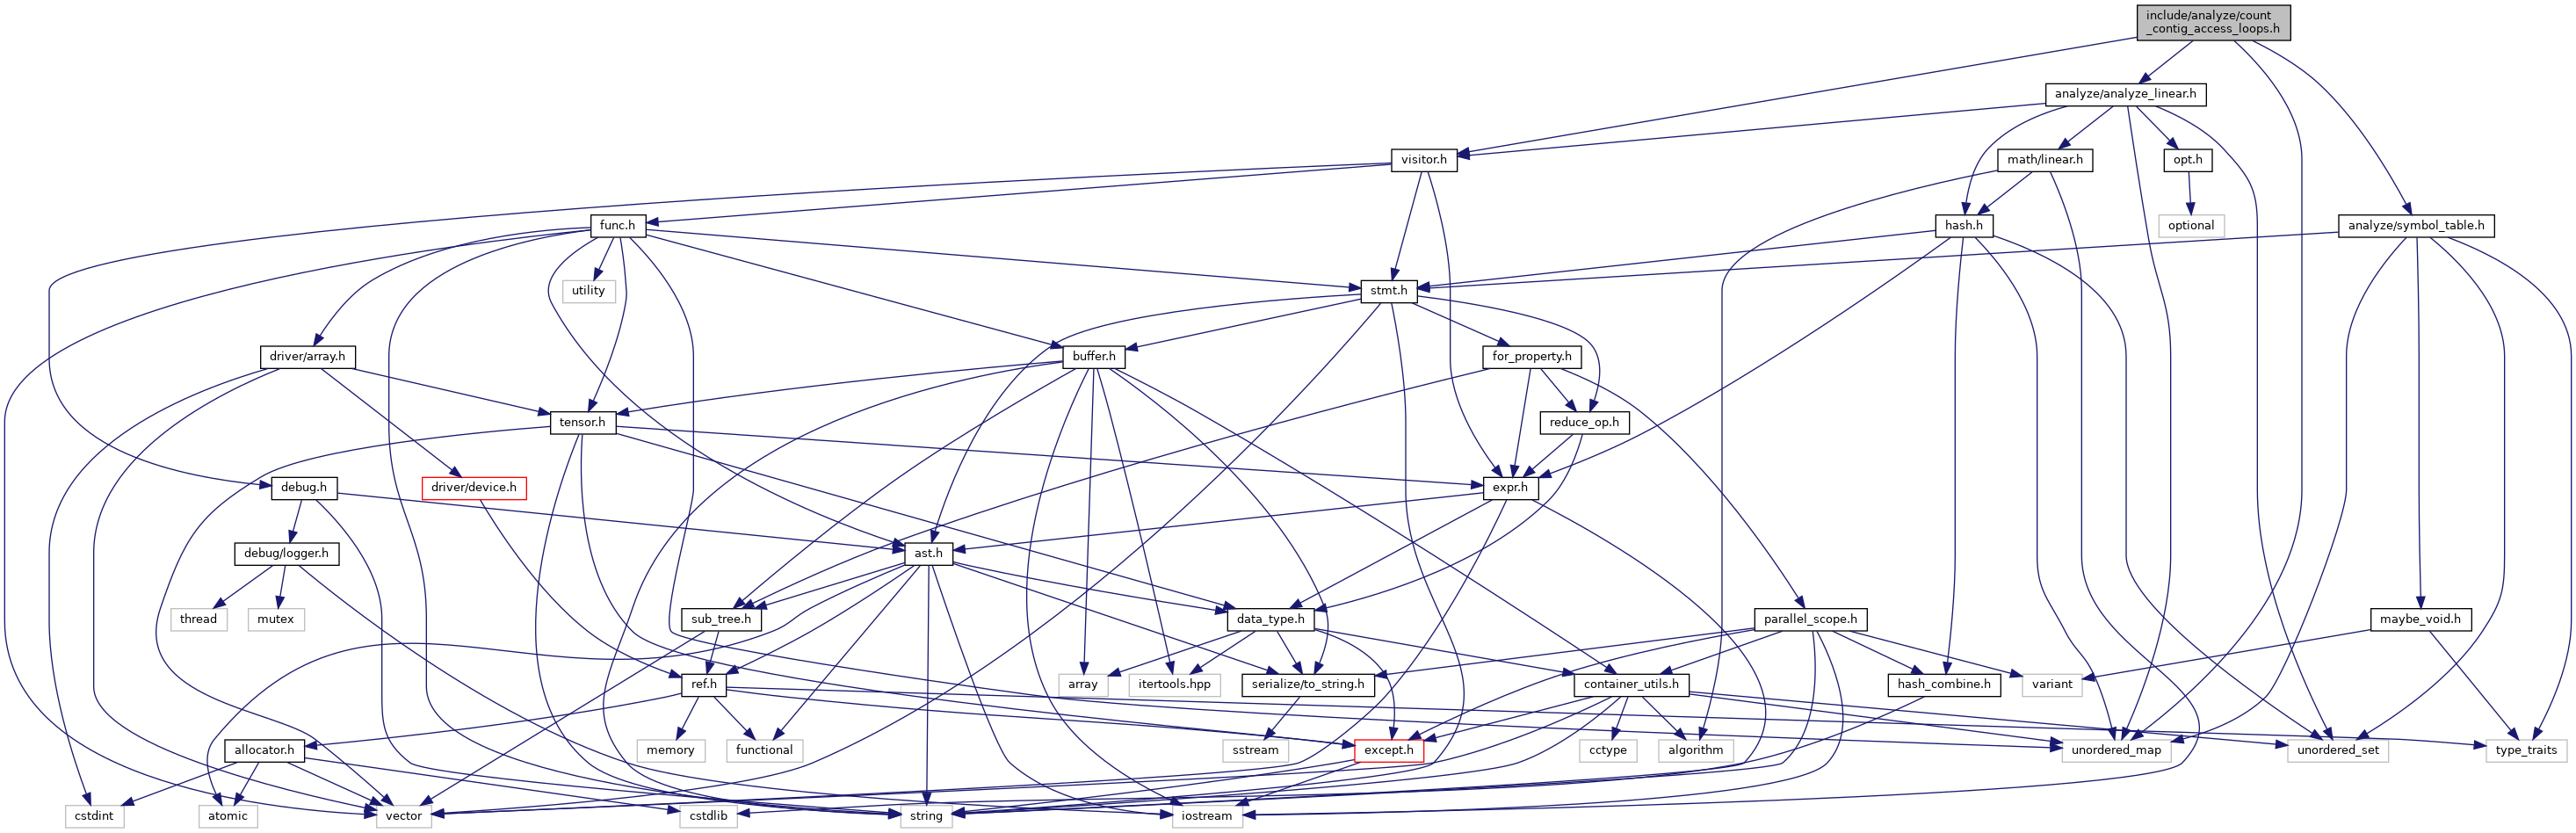 include/analyze/count
_contig_access_loops.h
analyze/analyze_linear.h
visitor.h
math/linear.h
opt.h
func.h
hash.h
optional
analyze/symbol_table.h
utility
stmt.h
driver/array.h
buffer.h
for_property.h
tensor.h
reduce_op.h
debug.h
driver/device.h
expr.h
debug/logger.h
ast.h
thread
mutex
sub_tree.h
data_type.h
parallel_scope.h
maybe_void.h
ref.h
array
itertools.hpp
serialize/to_string.h
container_utils.h
hash_combine.h
variant
allocator.h
memory
functional
sstream
except.h
cctype
algorithm
unordered_map
unordered_set
type_traits
cstdint
atomic
vector
cstdlib
string
iostream